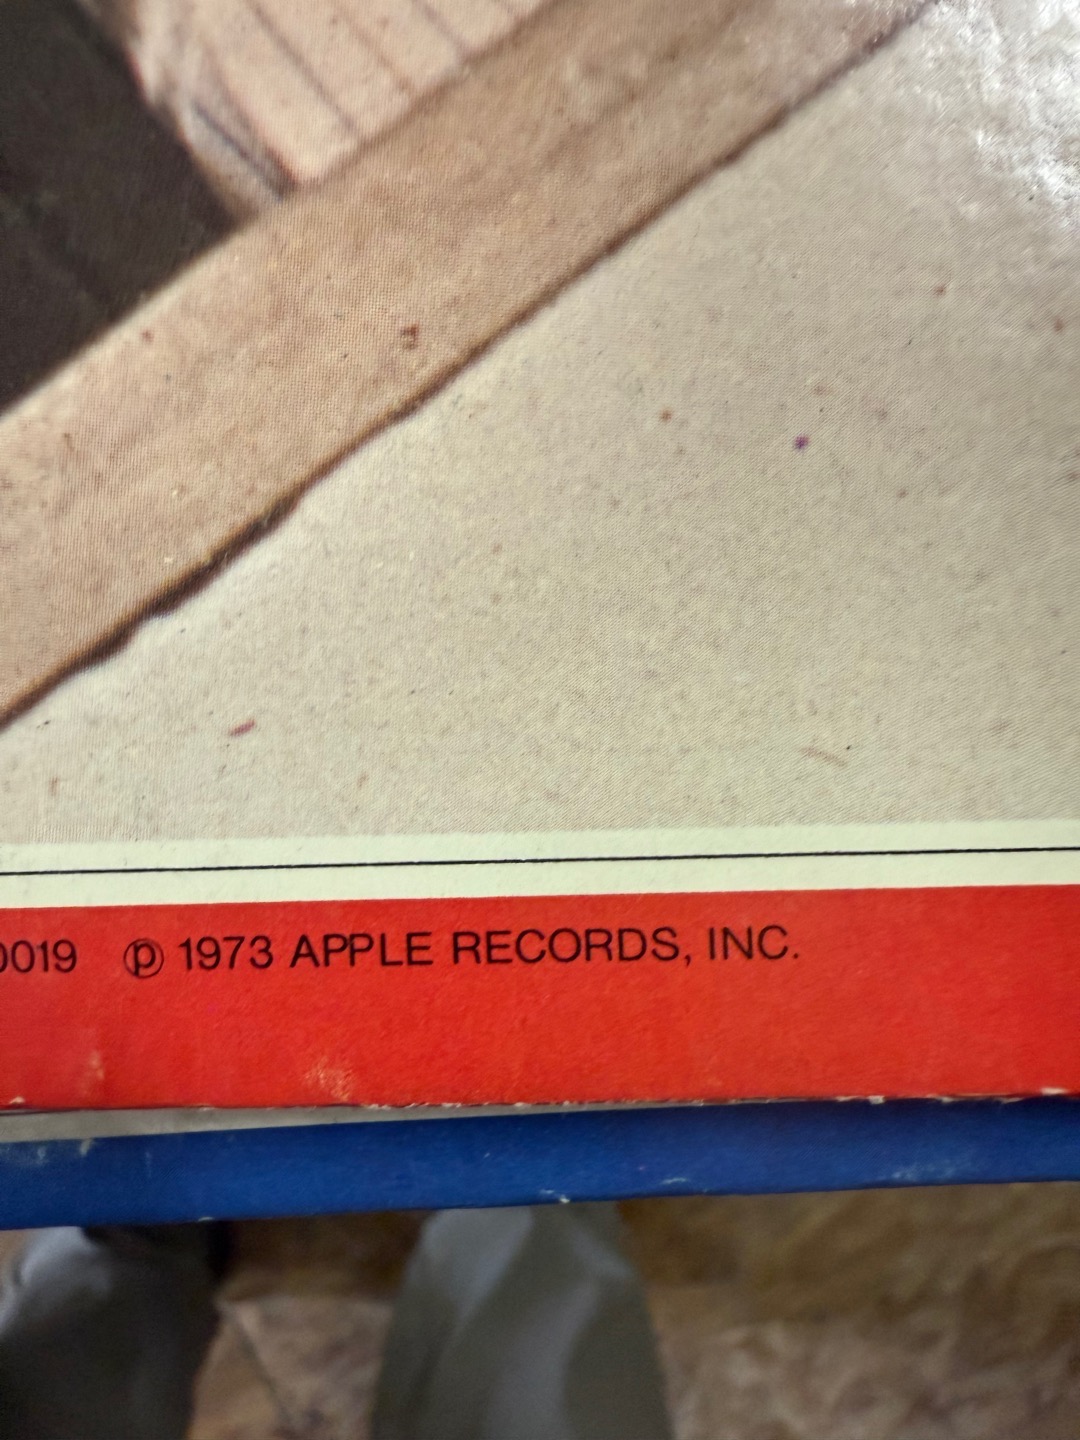 0019 ℗ 1973 APPLE RECORDS, INC.